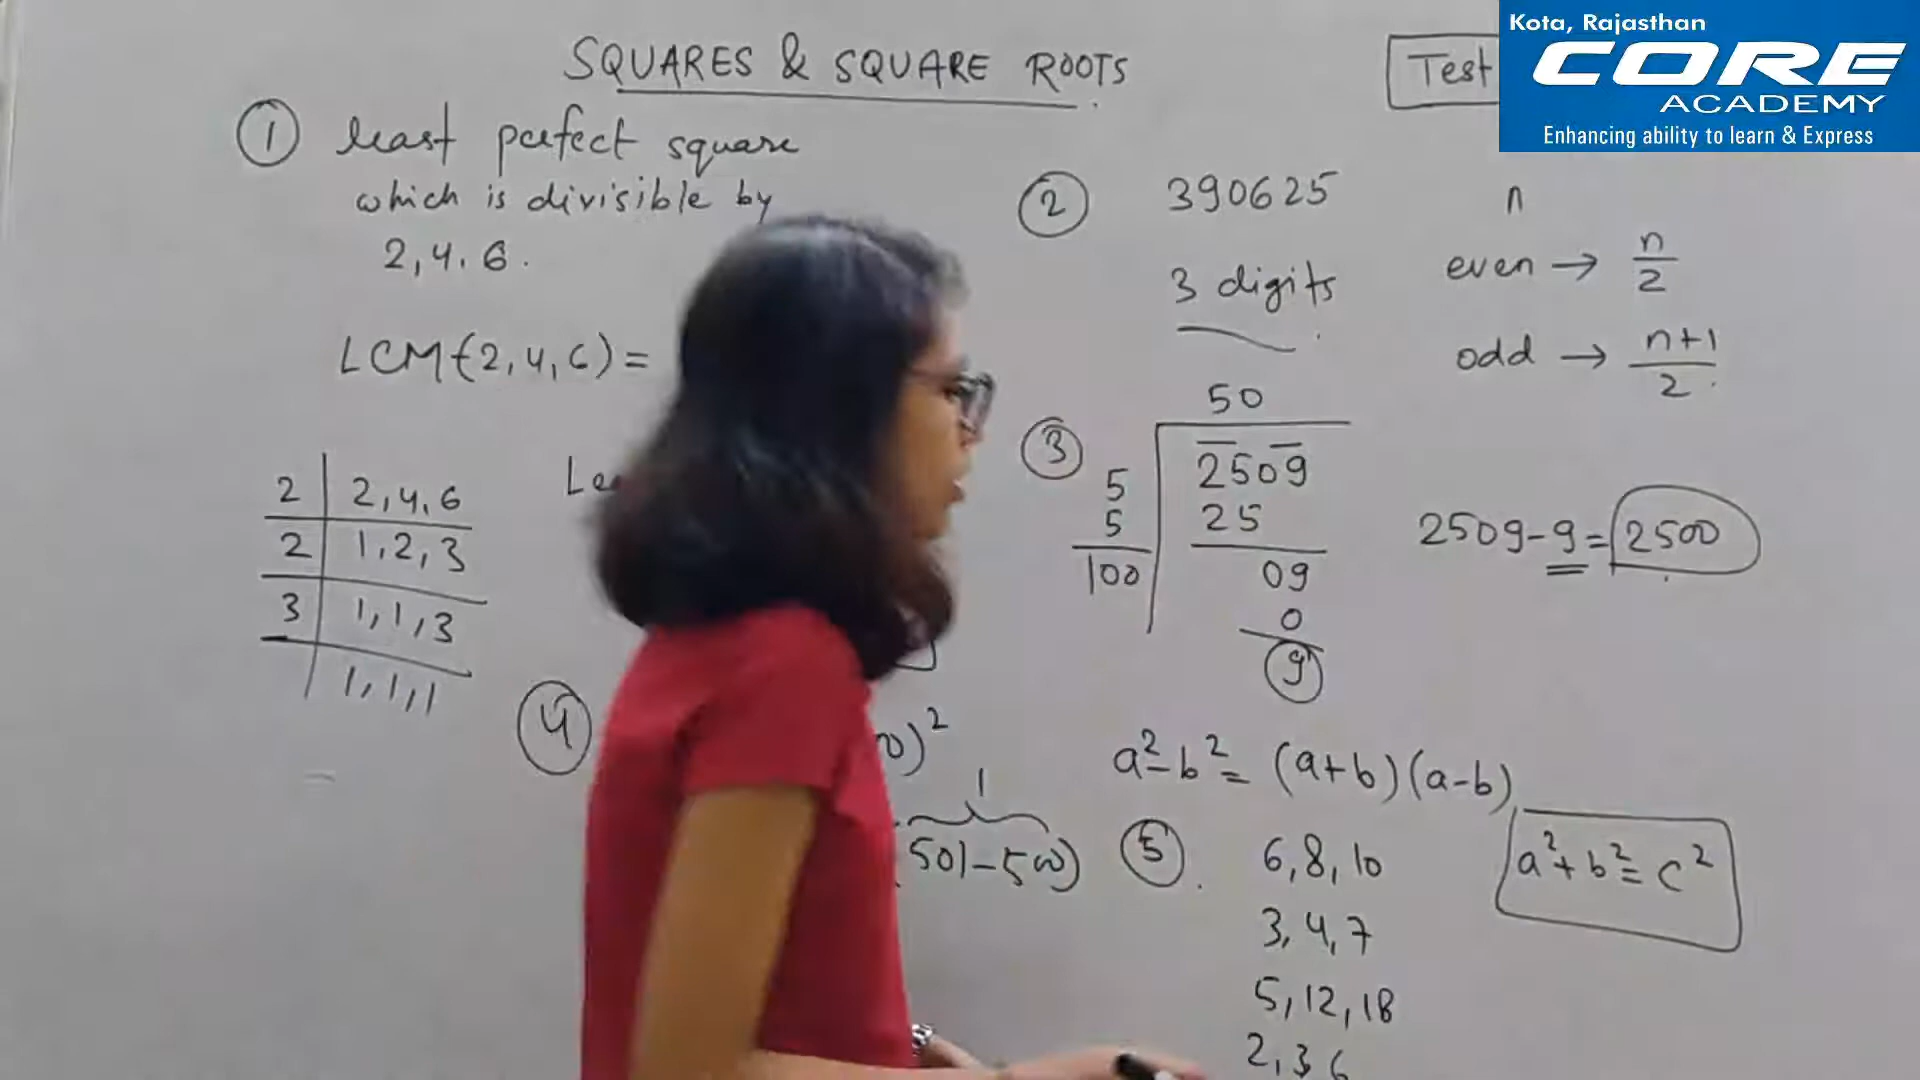 SQUARES & SQUARE ROOTS
Test
Kota, Rajasthan
CORE
ACADEMY
Enhancing ability to learn & Express
① least perfect square
which is divisible by
2, 4, 6.
LCM (2, 4, 6) =
2 | 2, 4, 6
2 | 1, 2, 3
3 | 1, 1, 3
1, 1, 1
② 390625
3 digits
n
even → n/2
odd → n+1/2
③
50
5 | 2509
5 | 25
100 | 09
0
9
2509 - 9 = 2500
④
)²
1
501 - 500)
a² - b² = (a+b)(a-b)
⑤ 6, 8, 10
3, 4, 7
5, 12, 18
2, 3 6
a² + b² = c²